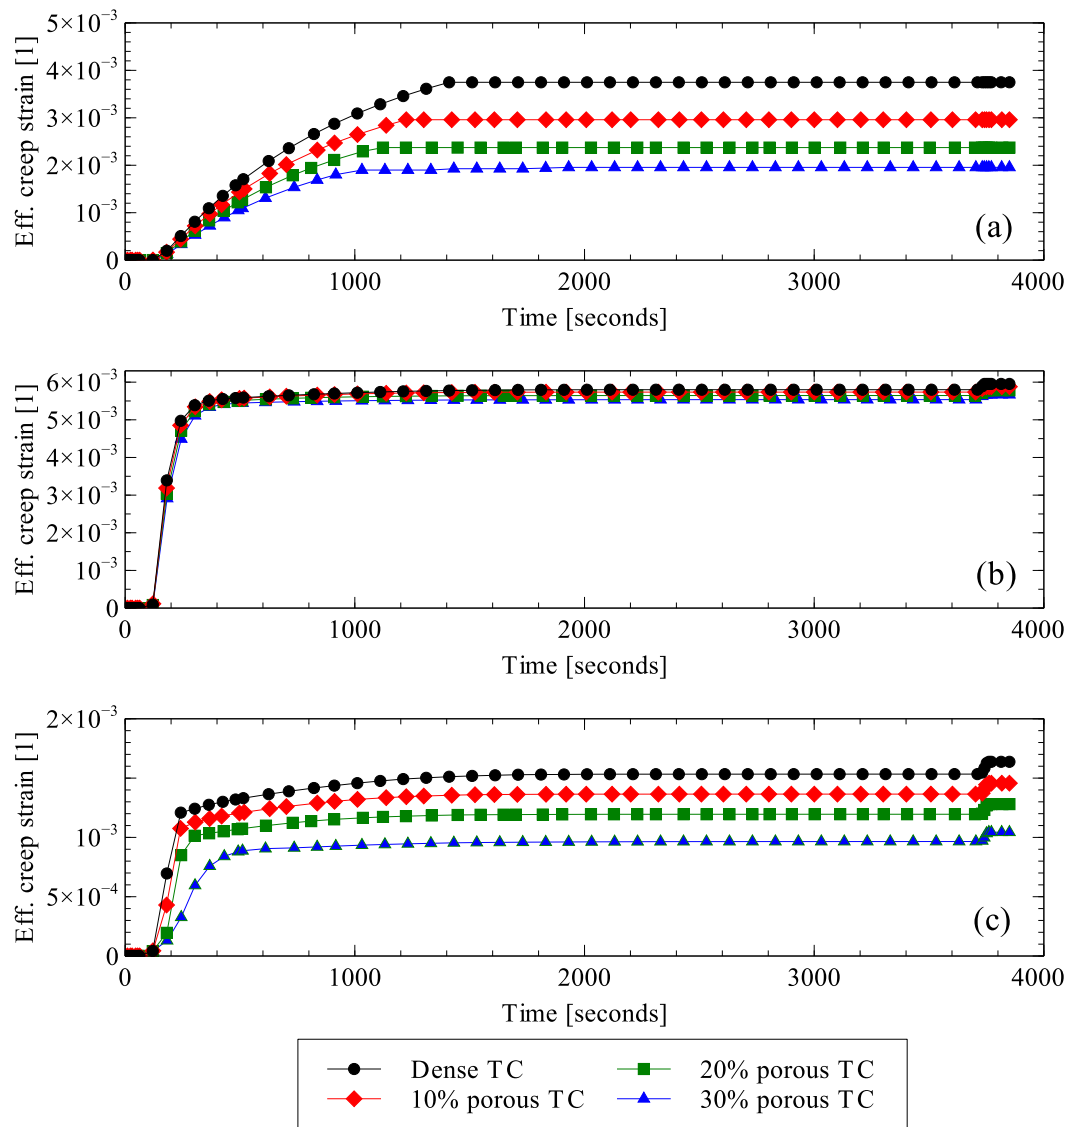 5×10⁻³
4×10⁻³
3×10⁻³
2×10⁻³
10⁻³
0
Eff. creep strain [1]
(a)
0 1000 2000 3000 4000
Time [seconds]
6×10⁻³
5×10⁻³
4×10⁻³
3×10⁻³
2×10⁻³
10⁻³
0
Eff. creep strain [1]
(b)
0 1000 2000 3000 4000
Time [seconds]
2×10⁻³
10⁻³
5×10⁻⁴
0
Eff. creep strain [1]
(c)
0 1000 2000 3000 4000
Time [seconds]
Dense TC 20% porous TC
10% porous TC 30% porous TC